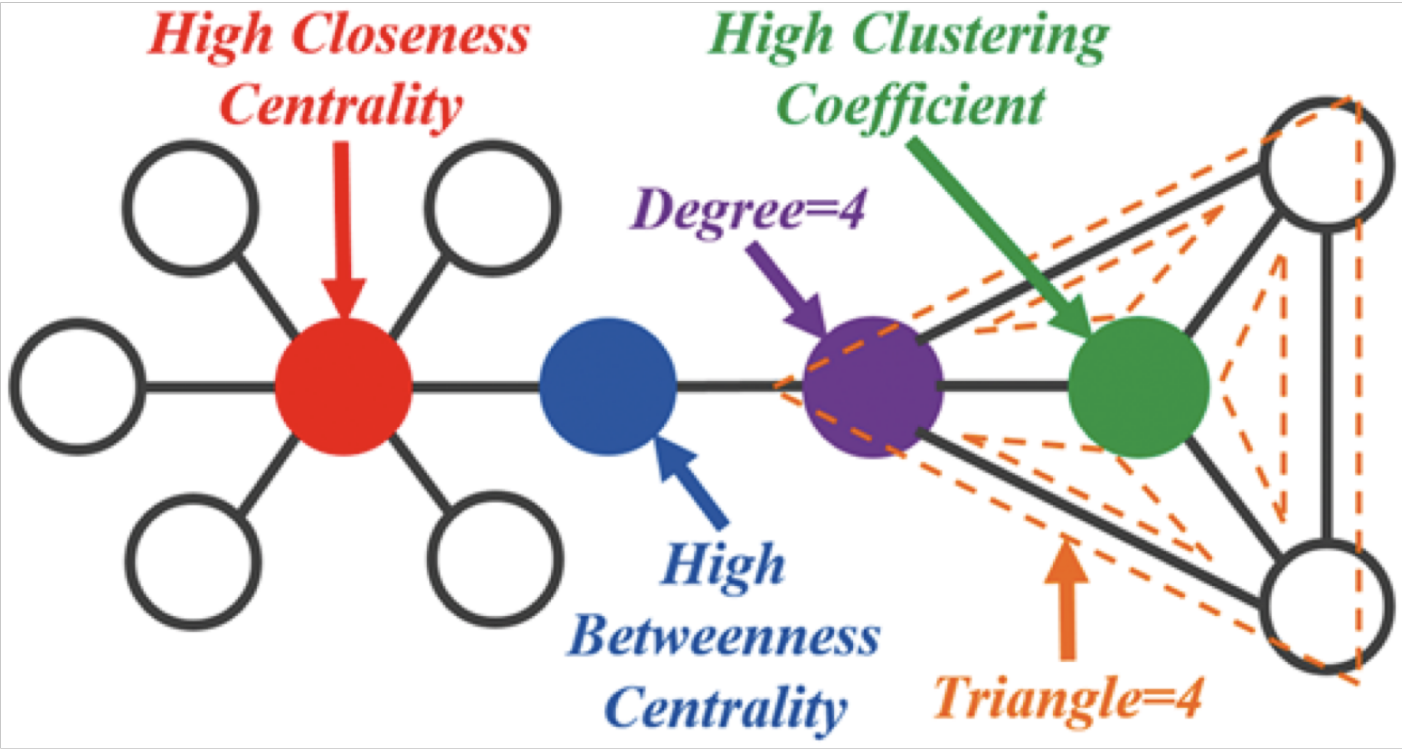 High Closeness
Centrality
High Clustering
Coefficient
Degree=4
High
Betweenness
Centrality
Triangle=4